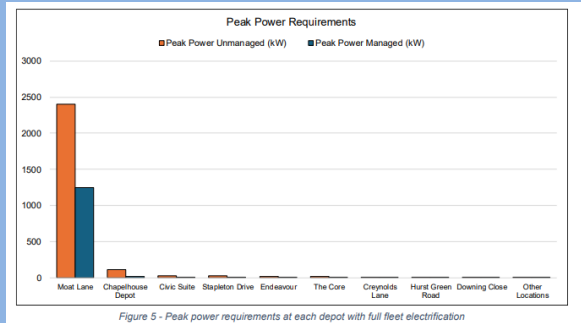 Peak Power Requirements
Peak Power Unmanaged (kW) Peak Power Managed (kW)
3000
2500
2000
1500
1000
500
0
Moat Lane Chapelhouse Depot Civic Suite Stapleton Drive Endeavour The Core Creynolds Lane Hurst Green Road Downing Close Other Locations
Figure 5 - Peak power requirements at each depot with full fleet electrification